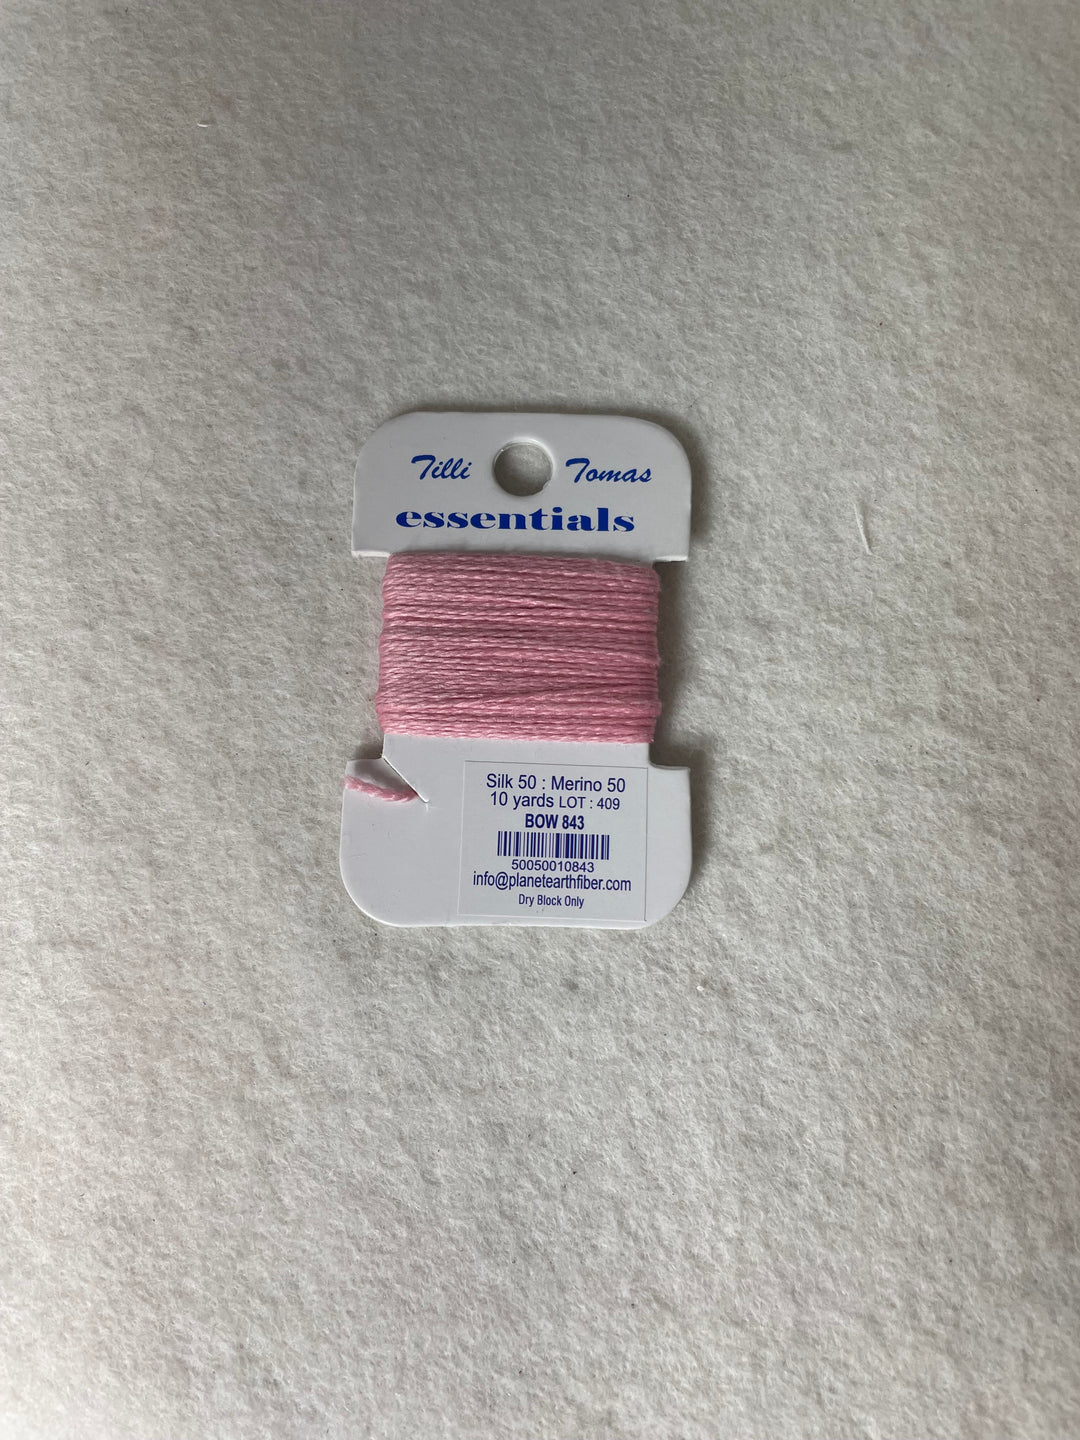 Tilli Tomas
essentials
Silk 50 : Merino 50
10 yards LOT : 409
BOW 843
50050010843
info@planetearthfiber.com
Dry Block Only